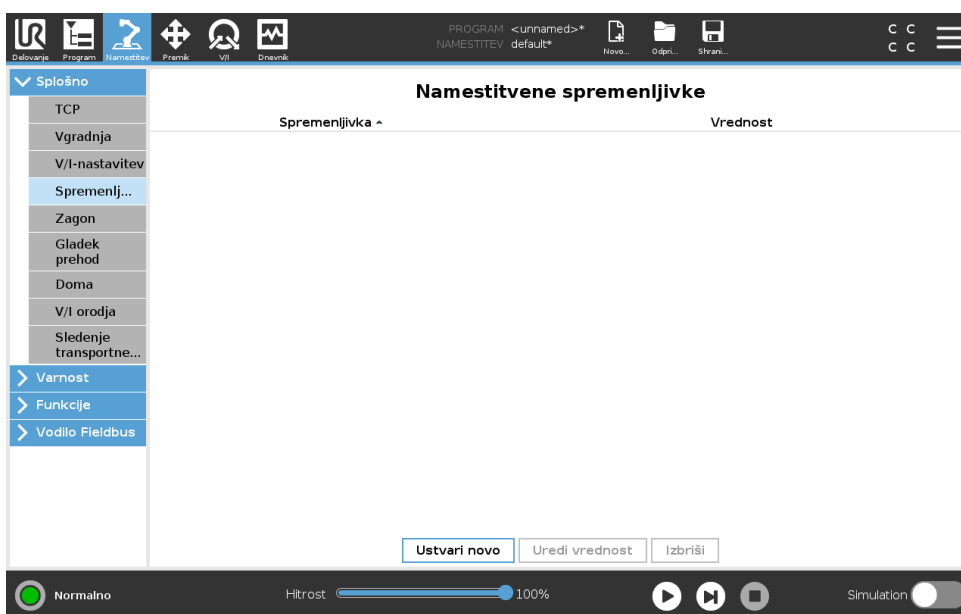 UR
Delovanje
Program
Namestitev
Premik
V/I
Dnevnik
PROGRAM <unnamed>*
NAMESTITEV default*
Novo...
Odpri...
Shrani...
C C
C C
Splošno
TCP
Vgradnja
V/I-nastavitev
Spremenlj...
Zagon
Gladek
prehod
Doma
V/I orodja
Sledenje
transportne...
Varnost
Funkcije
Vodilo Fieldbus
Namestitvene spremenljivke
Spremenljivka Vrednost
Ustvari novo Uredi vrednost Izbriši
Normalno
Hitrost 100%
Simulation